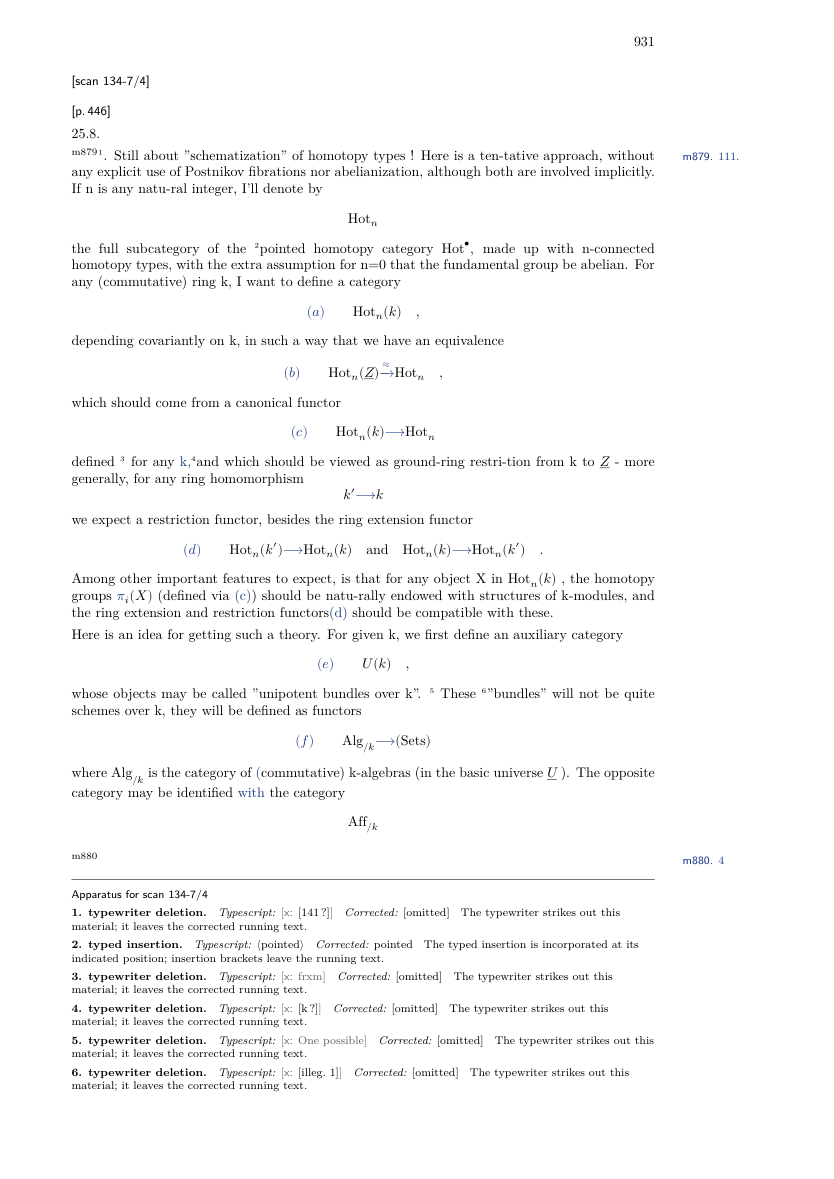 931
[scan 134-7/4]
[p. 446]
25.8.
m879¹. Still about ”schematization” of homotopy types ! Here is a ten-tative approach, without
m879. 111.
any explicit use of Postnikov fibrations nor abelianization, although both are involved implicitly.
If n is any natu-ral integer, I’ll denote by
Hotₙ
the full subcategory of the ²pointed homotopy category Hot•, made up with n-connected
homotopy types, with the extra assumption for n=0 that the fundamental group be abelian. For
any (commutative) ring k, I want to define a category
(a) Hotₙ(k) ,
depending covariantly on k, in such a way that we have an equivalence
(b) Hotₙ(Z)→≈Hotₙ ,
which should come from a canonical functor
(c) Hotₙ(k)⟶Hotₙ
defined ³ for any k,⁴and which should be viewed as ground-ring restri-tion from k to Z - more
generally, for any ring homomorphism
k′⟶k
we expect a restriction functor, besides the ring extension functor
(d) Hotₙ(k′)⟶Hotₙ(k) and Hotₙ(k)⟶Hotₙ(k′) .
Among other important features to expect, is that for any object X in Hotₙ(k) , the homotopy
groups πᵢ(X) (defined via (c)) should be natu-rally endowed with structures of k-modules, and
the ring extension and restriction functors(d) should be compatible with these.
Here is an idea for getting such a theory. For given k, we first define an auxiliary category
(e) U(k) ,
whose objects may be called ”unipotent bundles over k”. ⁵ These ⁶”bundles” will not be quite
schemes over k, they will be defined as functors
(f) Alg/k⟶(Sets)
where Alg/k is the category of (commutative) k-algebras (in the basic universe U ). The opposite
category may be identified with the category
Aff/k
m880
m880. 4
Apparatus for scan 134-7/4
1. typewriter deletion. Typescript: [x: [141 ?]] Corrected: [omitted] The typewriter strikes out this
material; it leaves the corrected running text.
2. typed insertion. Typescript: ⟨pointed⟩ Corrected: pointed The typed insertion is incorporated at its
indicated position; insertion brackets leave the running text.
3. typewriter deletion. Typescript: [x: frxm] Corrected: [omitted] The typewriter strikes out this
material; it leaves the corrected running text.
4. typewriter deletion. Typescript: [x: [k ?]] Corrected: [omitted] The typewriter strikes out this
material; it leaves the corrected running text.
5. typewriter deletion. Typescript: [x: One possible] Corrected: [omitted] The typewriter strikes out this
material; it leaves the corrected running text.
6. typewriter deletion. Typescript: [x: [illeg. 1]] Corrected: [omitted] The typewriter strikes out this
material; it leaves the corrected running text.